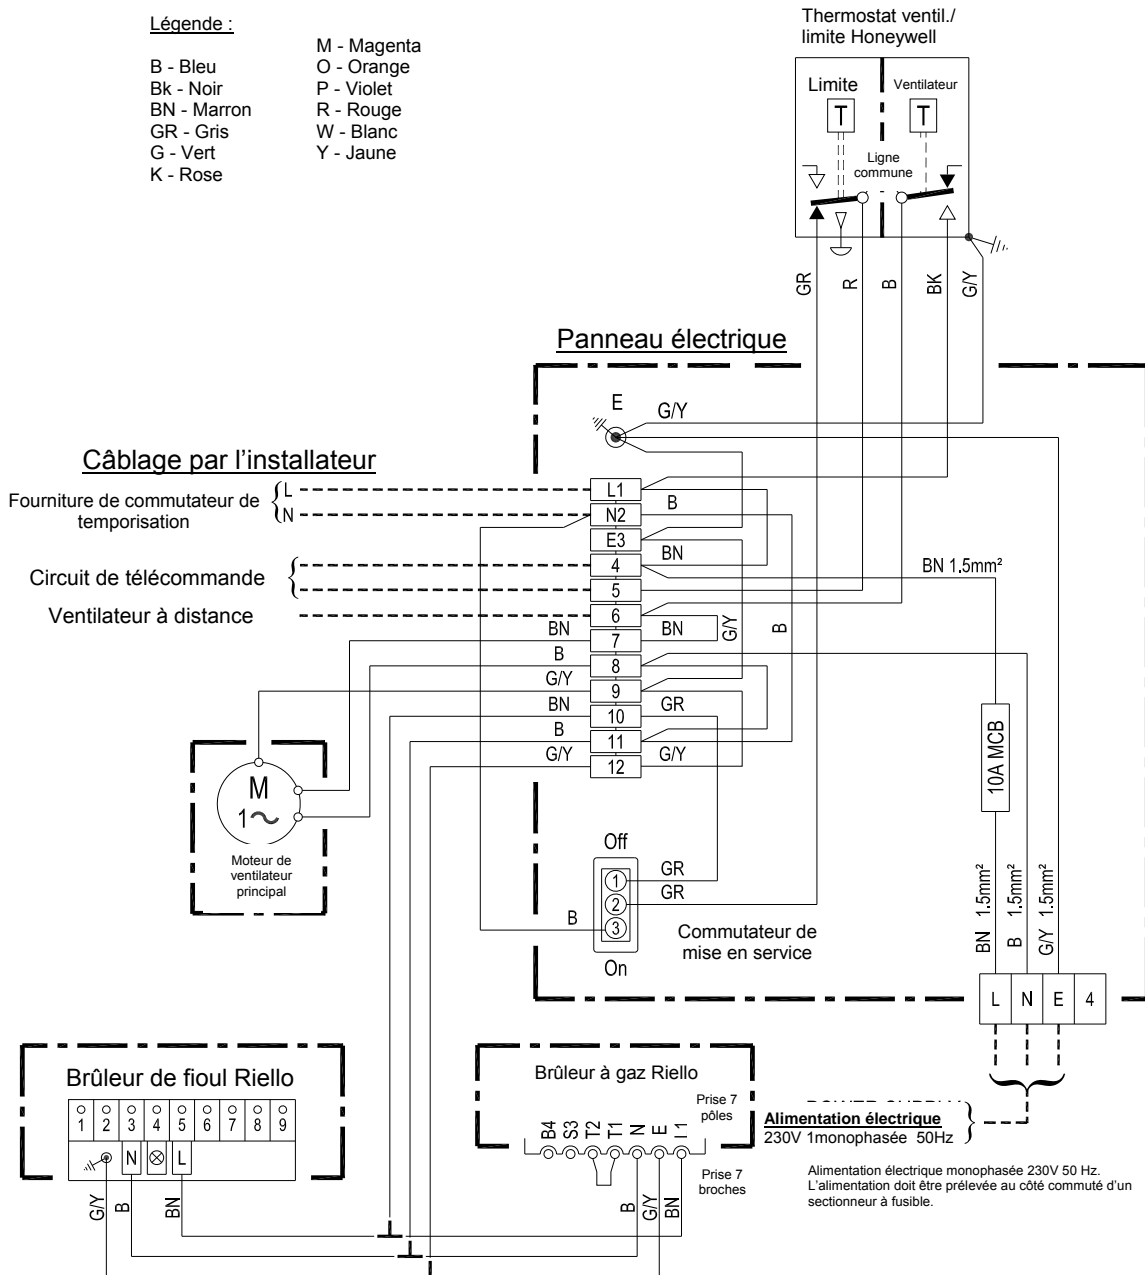 Légende :
B - Bleu
Bk - Noir
BN - Marron
GR - Gris
G - Vert
K - Rose
M - Magenta
O - Orange
P - Violet
R - Rouge
W - Blanc
Y - Jaune
Thermostat ventil./
limite Honeywell
Limite
Ventilateur
T
T
Ligne
commune
GR
R
B
BK
G/Y
Panneau électrique
E
G/Y
Câblage par l'installateur
Fourniture de commutateur de
temporisation
L
N
Circuit de télécommande
Ventilateur à distance
L1
N2
E3
4
5
6
7
8
9
10
11
12
B
BN
BN
G/Y
B
GR
G/Y
BN
B
G/Y
BN
B
G/Y
BN 1.5mm²
10A MCB
BN 1.5mm²
B 1.5mm²
G/Y 1.5mm²
M
1~
Moteur de
ventilateur
principal
Off
1
2
3
On
GR
GR
B
Commutateur de
mise en service
L
N
E
4
Brûleur de fioul Riello
1
2
3
4
5
6
7
8
9
N
L
G/Y
B
BN
Brûleur à gaz Riello
Prise 7
pôles
B4
S3
T2
T1
N
E
I1
Prise 7
broches
B
G/Y
BN
POWER SUPPLY
Alimentation électrique
230V 1monophasée 50Hz
Alimentation électrique monophasée 230V 50 Hz.
L'alimentation doit être prélevée au côté commuté d'un
sectionneur à fusible.